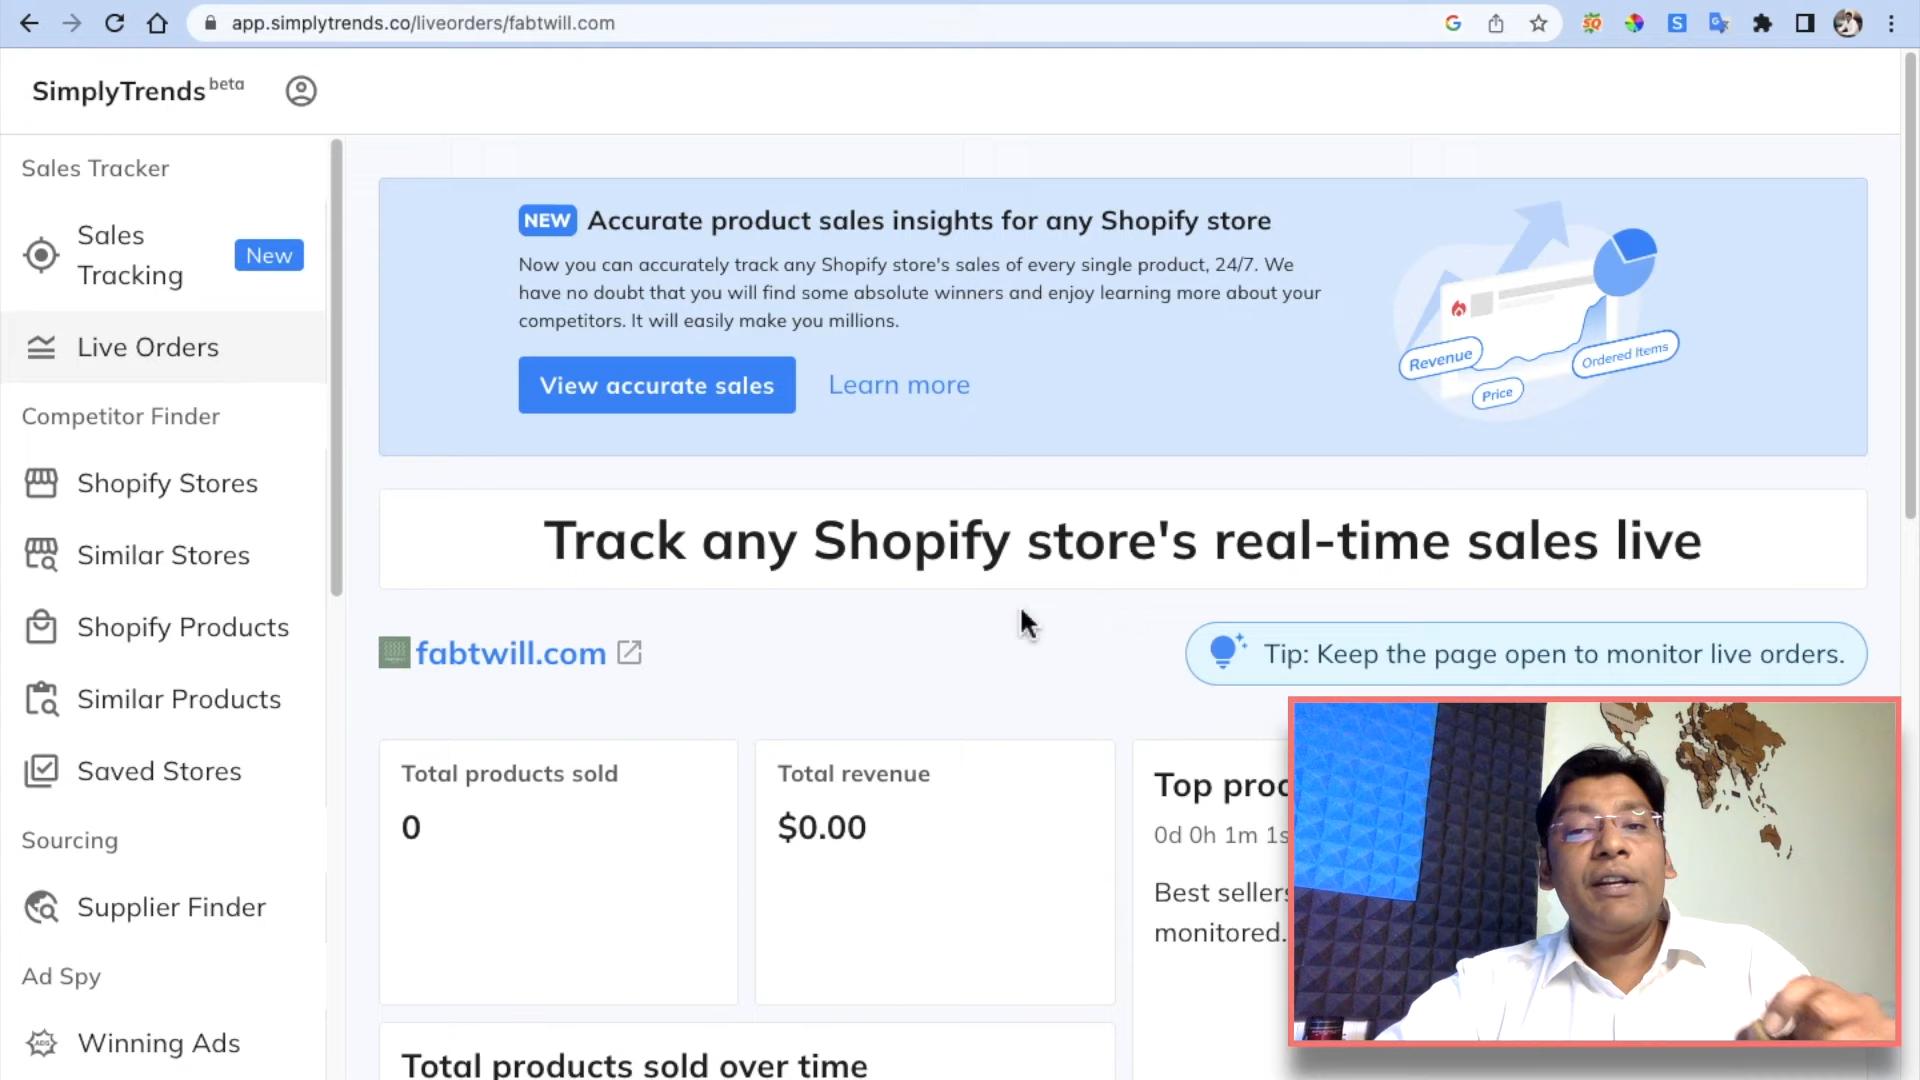 app.simplytrends.co/liveorders/fabtwill.com
SimplyTrends beta
Sales Tracker
Sales Tracking
New
Live Orders
Competitor Finder
Shopify Stores
Similar Stores
Shopify Products
Similar Products
Saved Stores
Sourcing
Supplier Finder
Ad Spy
Winning Ads
NEW Accurate product sales insights for any Shopify store
Now you can accurately track any Shopify store's sales of every single product, 24/7. We
have no doubt that you will find some absolute winners and enjoy learning more about your
competitors. It will easily make you millions.
View accurate sales
Learn more
Revenue
Price
Ordered Items
Track any Shopify store's real-time sales live
fabtwill.com
Tip: Keep the page open to monitor live orders.
Total products sold
0
Total revenue
$0.00
Top
0d 0h 1m
Best sellers
monitored.
Total products sold over time